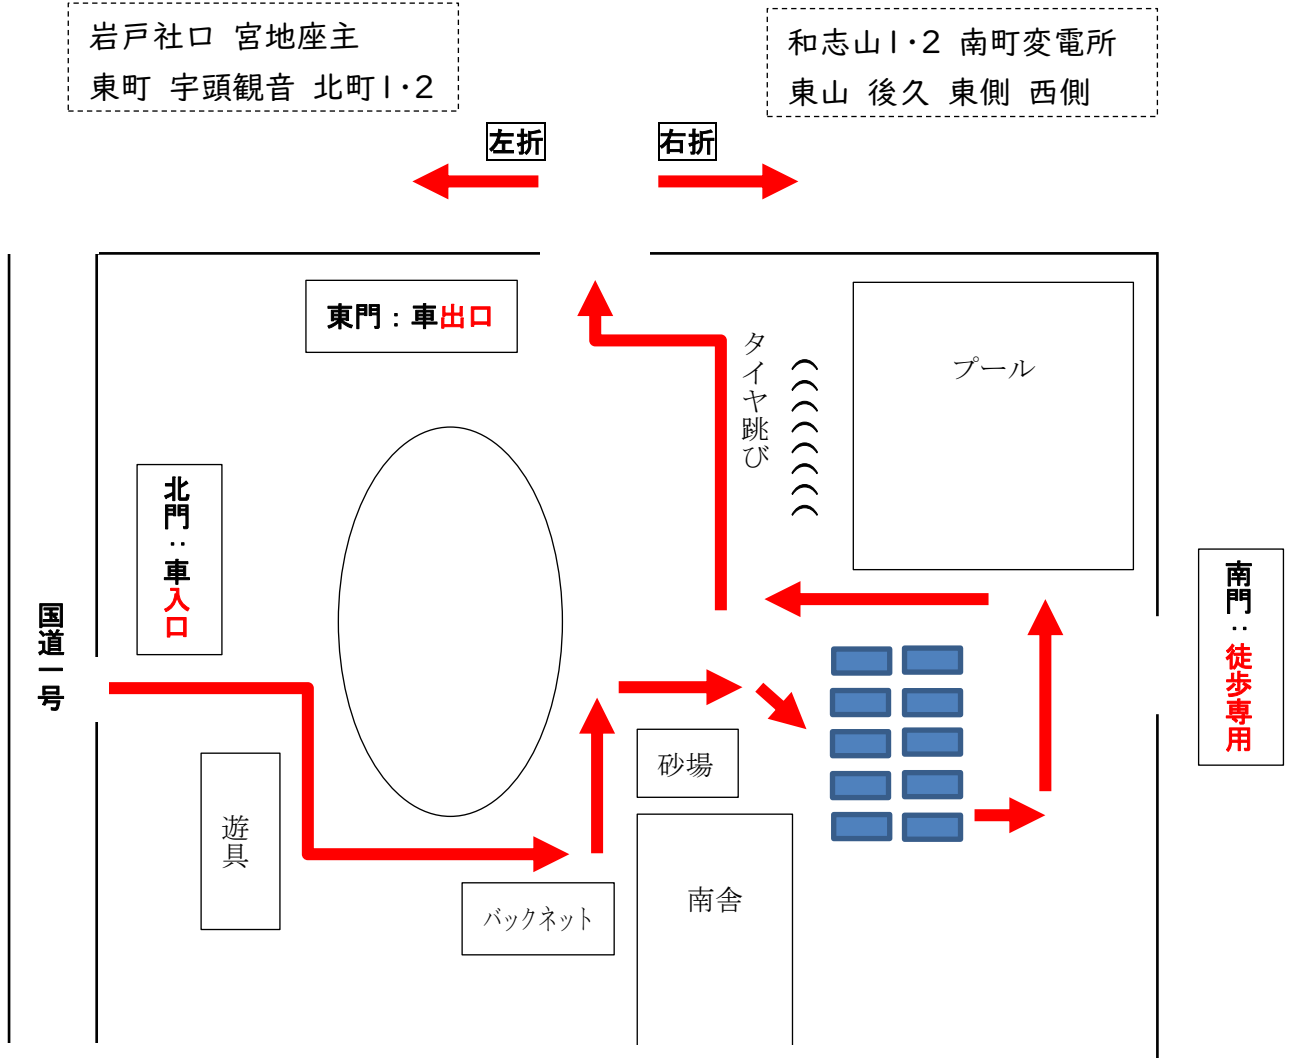 岩戸社口 宮地座主
東町 宇頭観音 北町1・2
和志山1・2 南町変電所
東山 後久 東側 西側
左折
右折
東門：車出口
タイヤ跳び
プール
北門：車入口
国道一号
南門：徒歩専用
砂場
遊具
バックネット
南舎